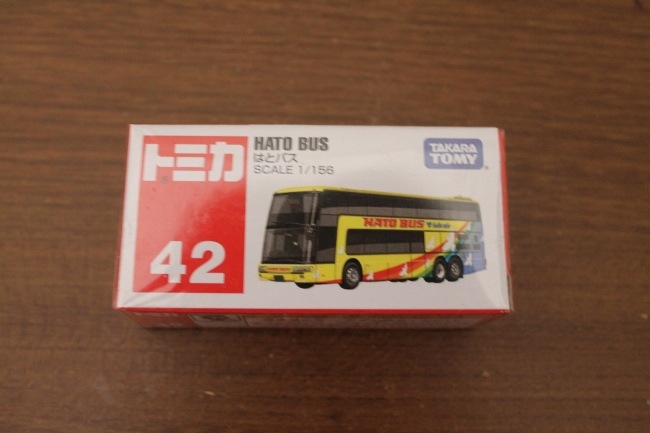 トミカ
42
HATO BUS
はとバス
SCALE 1/156
TAKARA
TOMY
HATO BUS